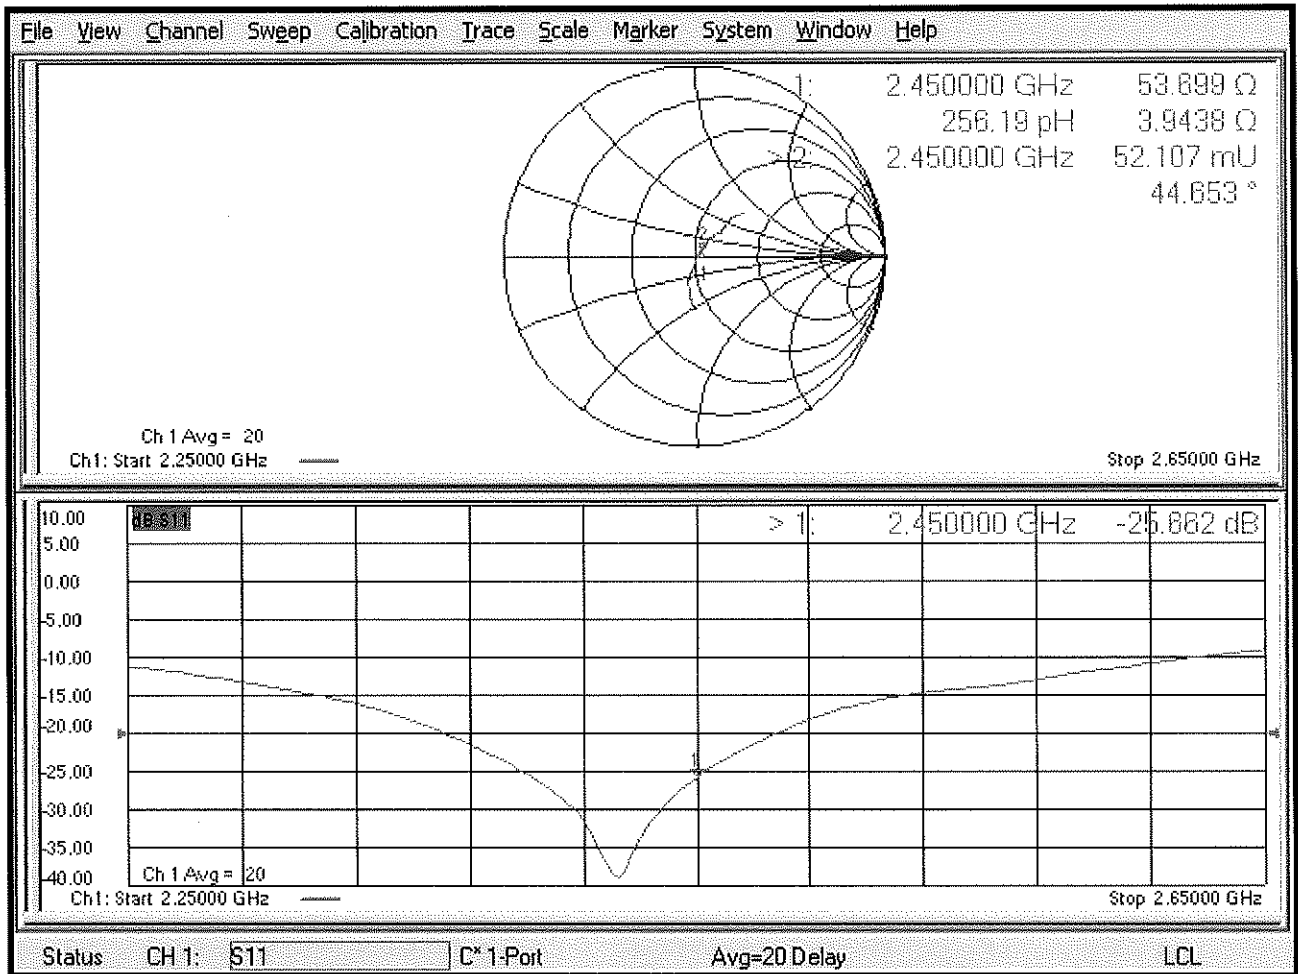 File View Channel Sweep Calibration Trace Scale Marker System Window Help
1: 2.450000 GHz 53.699 Ω
256.19 pH 3.9438 Ω
> 2: 2.450000 GHz 52.107 mU
44.653 °
Ch 1 Avg = 20
Ch1: Start 2.25000 GHz Stop 2.65000 GHz
10.00 dB S11 > 1: 2.450000 GHz -25.662 dB
5.00
0.00
-5.00
-10.00
-15.00
-20.00
-25.00 1
-30.00
-35.00
-40.00 Ch 1 Avg = 20
Ch1: Start 2.25000 GHz Stop 2.65000 GHz
Status CH 1: S11 C* 1-Port Avg=20 Delay LCL